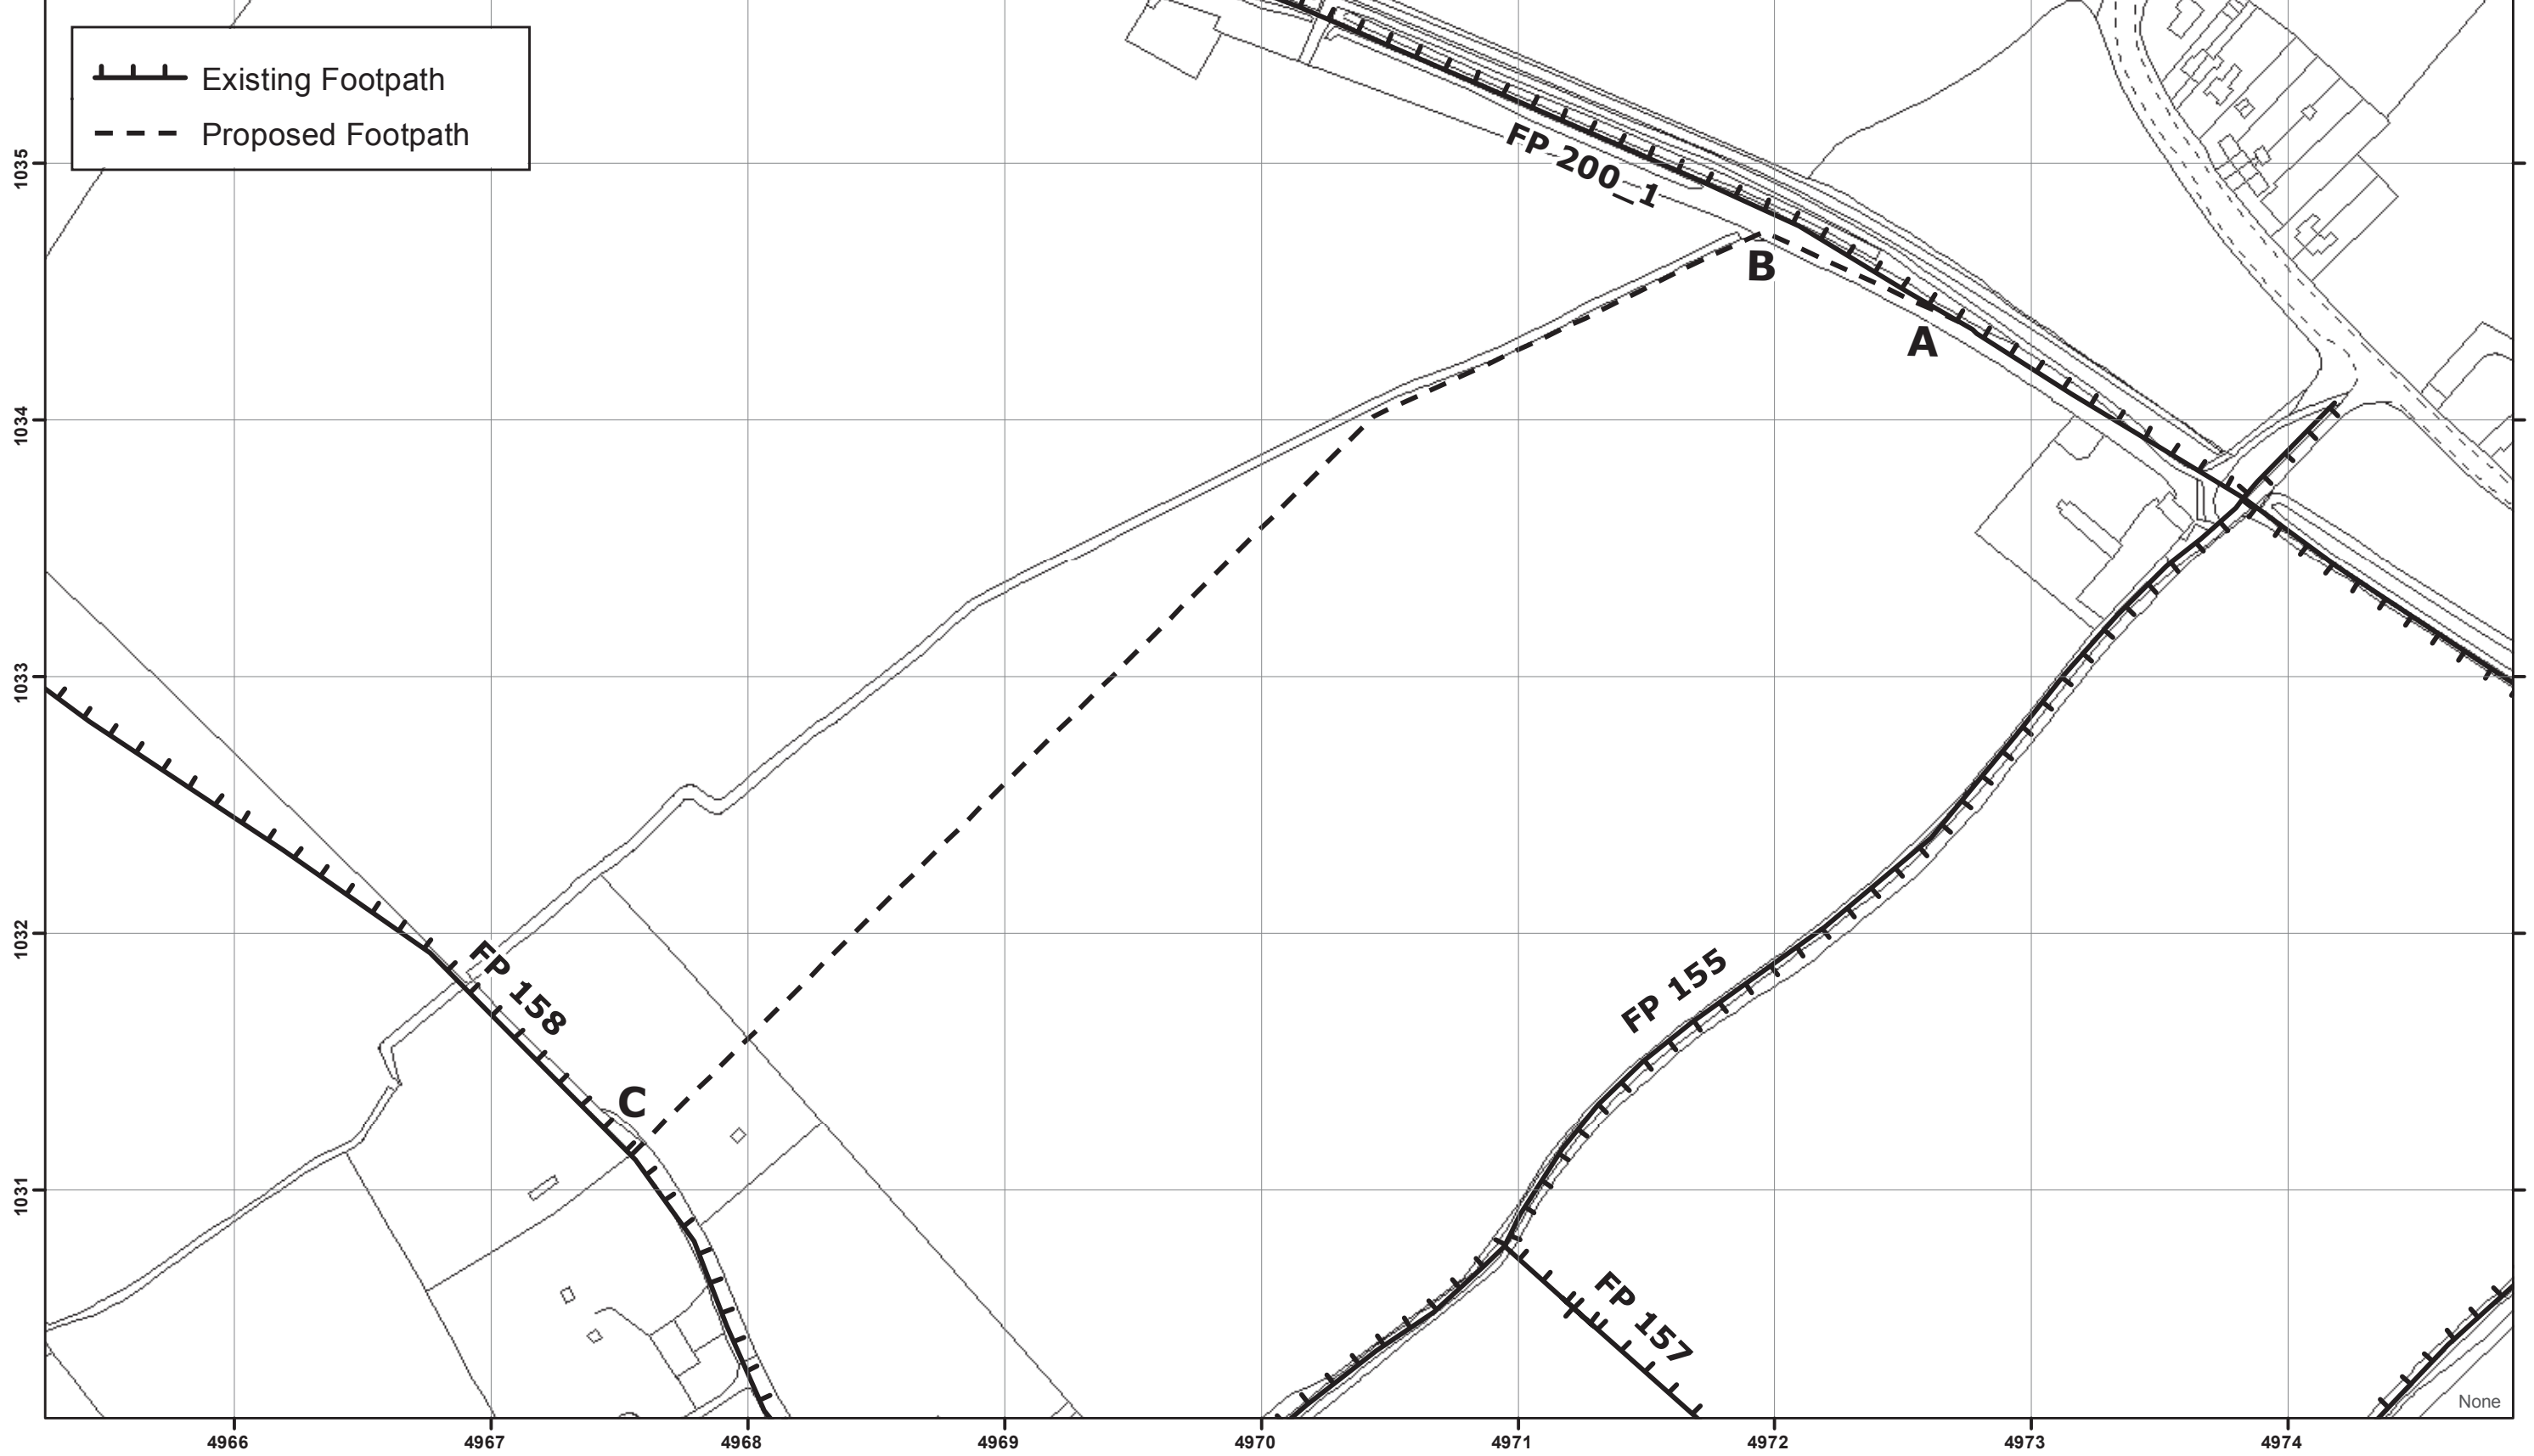 Existing Footpath
Proposed Footpath
1035
FP 200_1
B
A
1034
1033
1032
FP 158
FP 155
C
1031
FP 157
None
4966 4967 4968 4969 4970 4971 4972 4973 4974